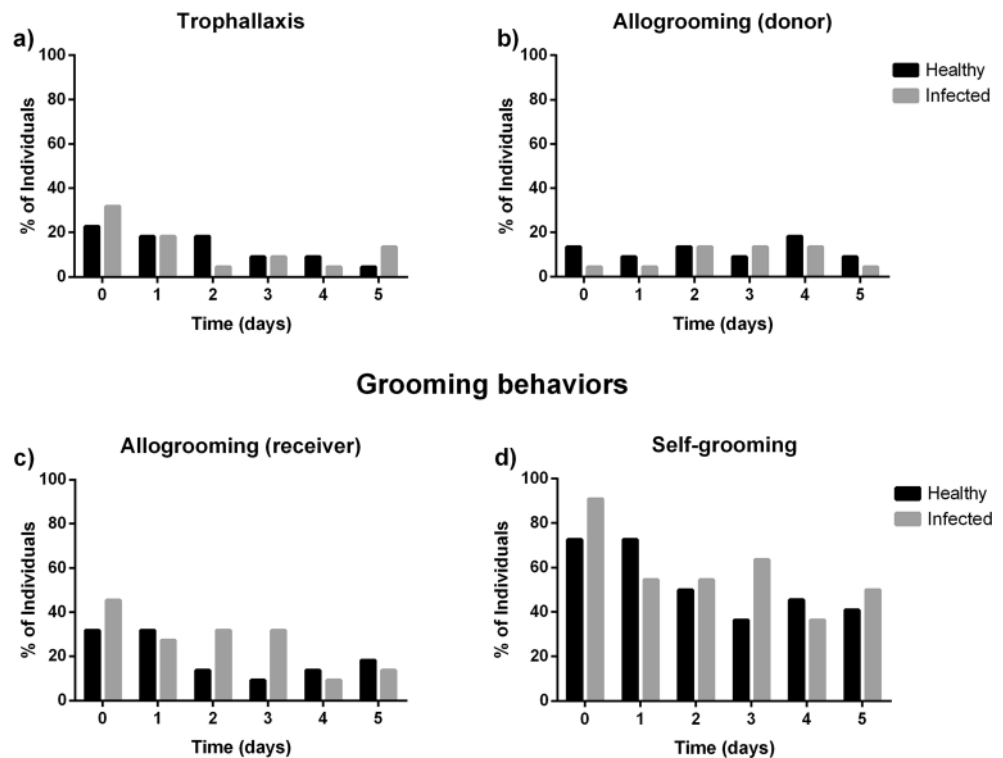 a)
Trophallaxis
% of Individuals
100
80
60
40
20
0
0 1 2 3 4 5
Time (days)
b)
Allogrooming (donor)
% of Individuals
100
80
60
40
20
0
0 1 2 3 4 5
Time (days)
Healthy
Infected
Grooming behaviors
c)
Allogrooming (receiver)
% of Individuals
100
80
60
40
20
0
0 1 2 3 4 5
Time (days)
d)
Self-grooming
% of Individuals
100
80
60
40
20
0
0 1 2 3 4 5
Time (days)
Healthy
Infected